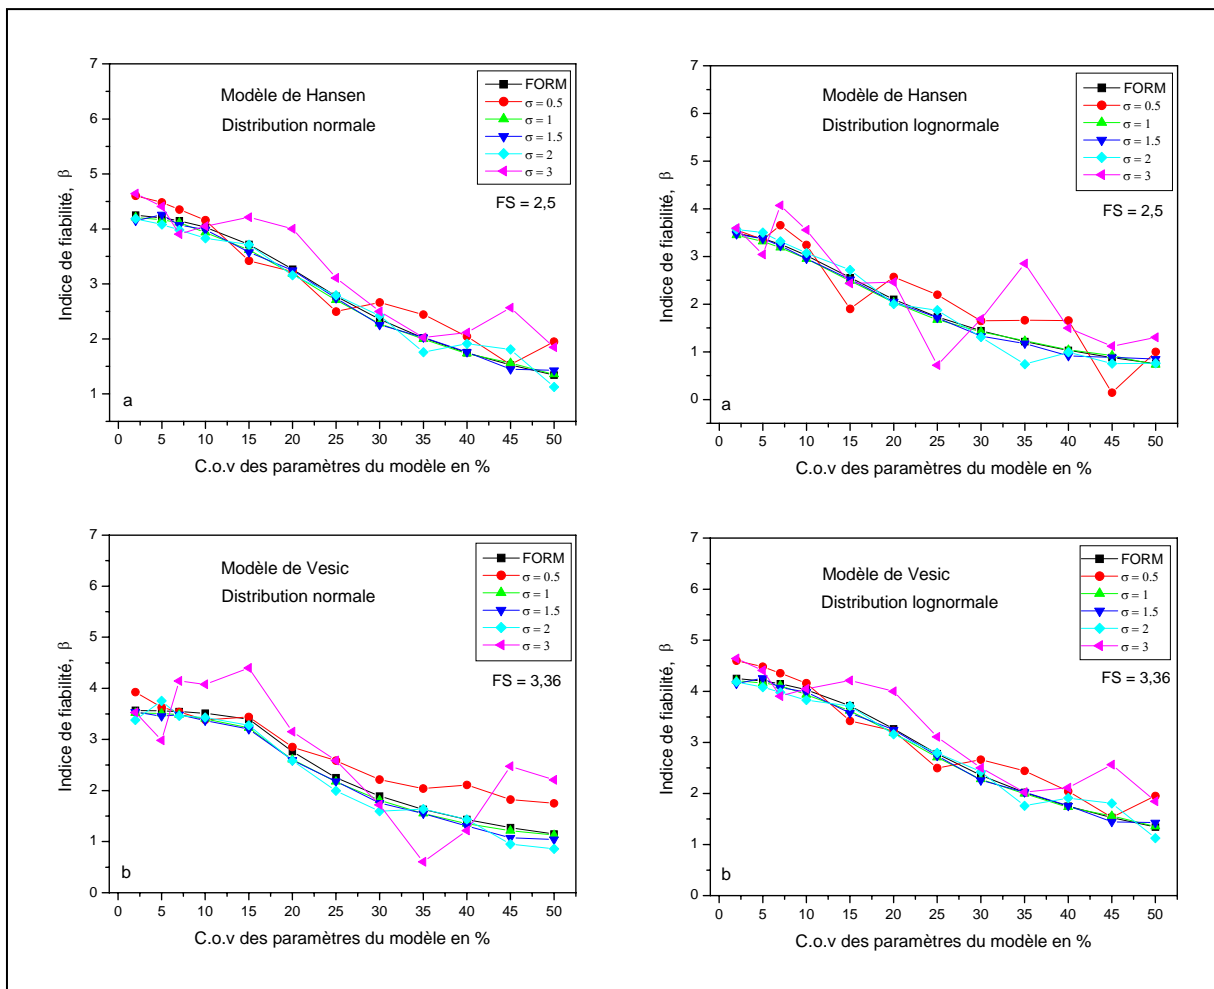 7
6
5
4
3
2
1
Indice de fiabilité, β
Modèle de Hansen
Distribution normale
FORM
σ = 0.5
σ = 1
σ = 1.5
σ = 2
σ = 3
FS = 2,5
a
0 5 10 15 20 25 30 35 40 45 50
C.o.v des paramètres du modèle en %
7
6
5
4
3
2
1
0
Indice de fiabilité, β
Modèle de Hansen
Distribution lognormale
FORM
σ = 0.5
σ = 1
σ = 1.5
σ = 2
σ = 3
FS = 2,5
a
0 5 10 15 20 25 30 35 40 45 50
C.o.v des paramètres du modèle en %
7
6
5
4
3
2
1
0
Indice de fiabilité, β
Modèle de Vesic
Distribution normale
FORM
σ = 0.5
σ = 1
σ = 1.5
σ = 2
σ = 3
FS = 3,36
b
0 5 10 15 20 25 30 35 40 45 50
C.o.v des paramètres du modèle en %
7
6
5
4
3
2
1
0
Indice de fiabilité, β
Modèle de Vesic
Distribution lognormale
FORM
σ = 0.5
σ = 1
σ = 1.5
σ = 2
σ = 3
FS = 3,36
b
0 5 10 15 20 25 30 35 40 45 50
C.o.v des paramètres du modèle en %